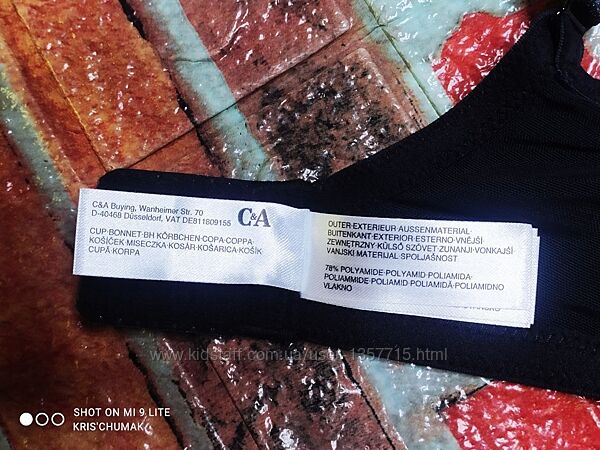 C&A Buying, Wanheimer Str. 70
D-40468 Düsseldorf, VAT DE811809155
C&A
CUP·BONNET·BH KÖRBCHEN·COPA·COPPA·
KOŠÍČEK MISECZKA·KOSÁR·KOŠARICA·KOŠIK
CUPĂ KORPA
OUTER·EXTERIEUR·AUSSENMATERIAL·
BUITENKANT·EXTERIOR·ESTERNO·VNĚJŠÍ·
ZEWNĘTRZNY·KÜLSŐ SZÖVET·ZUNANJI·VONKAJŠÍ·
VANJSKI MATERIJAL·SPOLJAŠNOST
78% POLYAMIDE·POLYAMID·POLIAMIDA·
POLIAMMIDE·POLIAMID·POLIAMIDĂ·POLIAMIDNO
VLAKNO
www.kidstaff.com.ua/user-1357715.html
SHOT ON MI 9 LITE
KRIS'CHUMAK